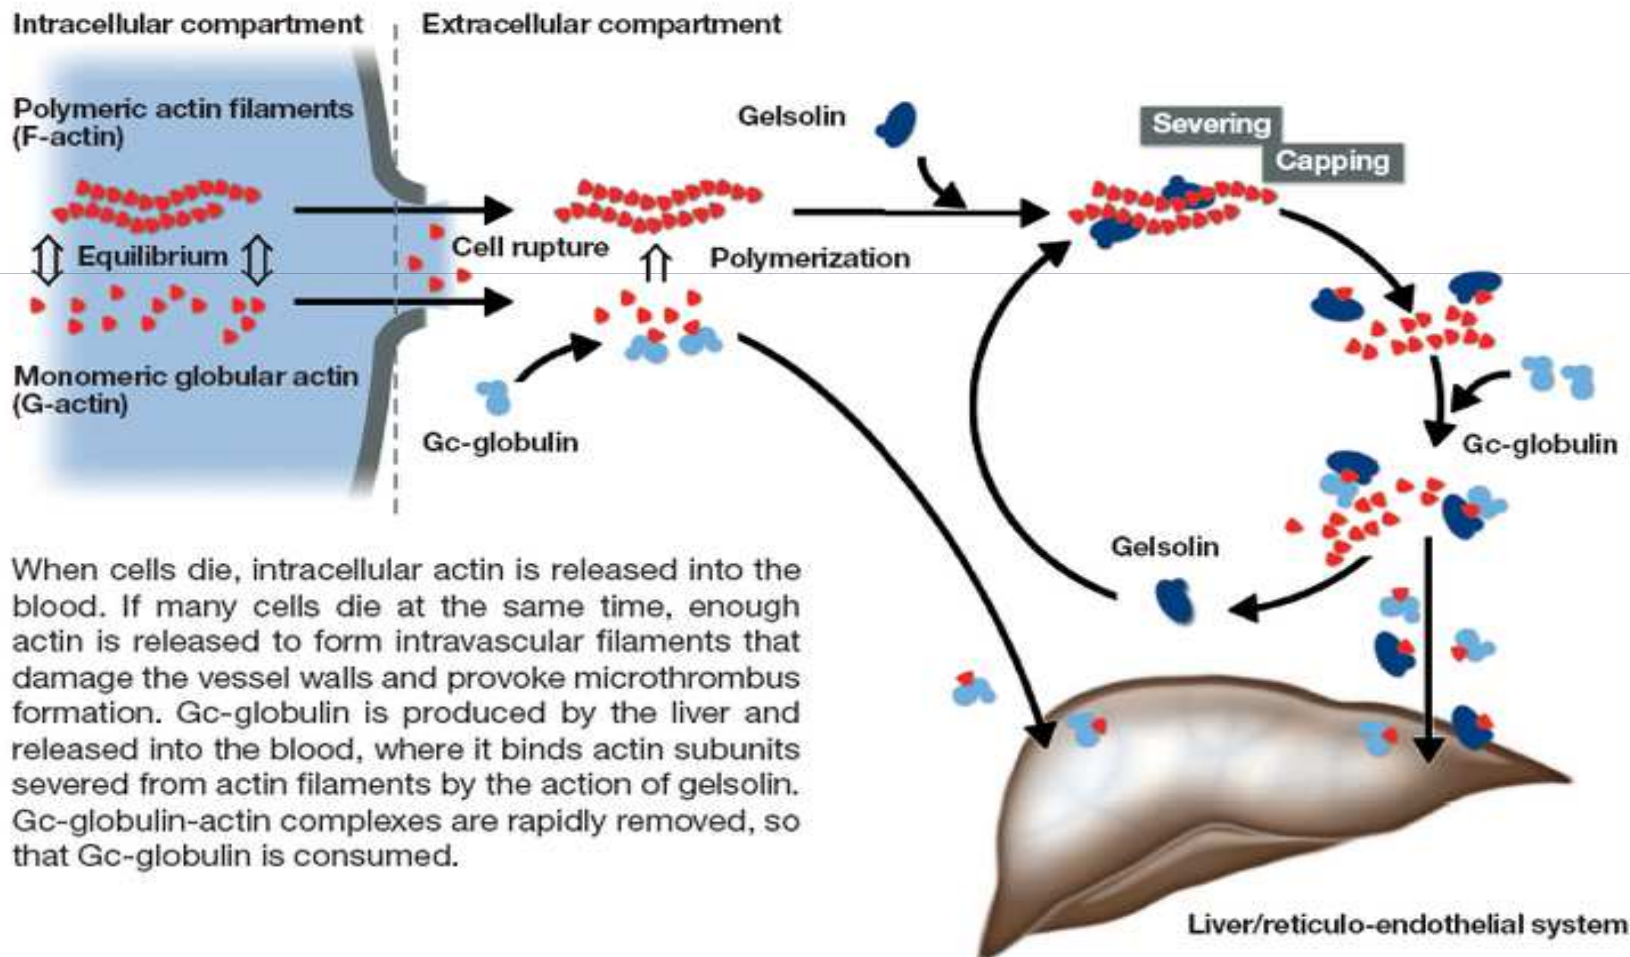 Intracellular compartment
Extracellular compartment
Polymeric actin filaments
(F-actin)
Gelsolin
Severing
Capping
Equilibrium
Cell rupture
Polymerization
Monomeric globular actin
(G-actin)
Gc-globulin
Gc-globulin
Gelsolin
When cells die, intracellular actin is released into the
blood. If many cells die at the same time, enough
actin is released to form intravascular filaments that
damage the vessel walls and provoke microthrombus
formation. Gc-globulin is produced by the liver and
released into the blood, where it binds actin subunits
severed from actin filaments by the action of gelsolin.
Gc-globulin-actin complexes are rapidly removed, so
that Gc-globulin is consumed.
Liver/reticulo-endothelial system